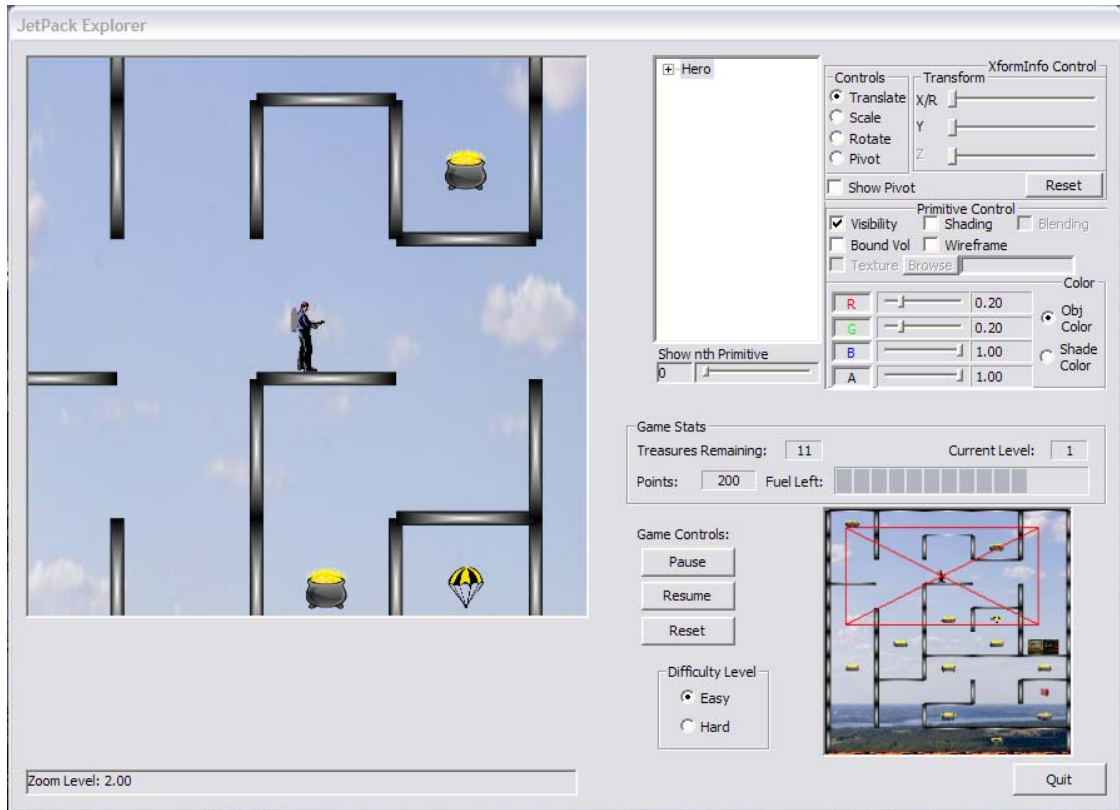 JetPack Explorer
Hero
XformInfo Control
Controls
Translate
Scale
Rotate
Pivot
Transform
X/R
Y
Z
Show Pivot
Reset
Primitive Control
Visibility
Shading
Blending
Bound Vol
Wireframe
Texture
Browse
Color
R
0.20
G
0.20
B
1.00
A
1.00
Obj Color
Shade Color
Show nth Primitive
0
Game Stats
Treasures Remaining: 11
Current Level: 1
Points: 200
Fuel Left:
Game Controls:
Pause
Resume
Reset
Difficulty Level
Easy
Hard
Zoom Level: 2.00
Quit